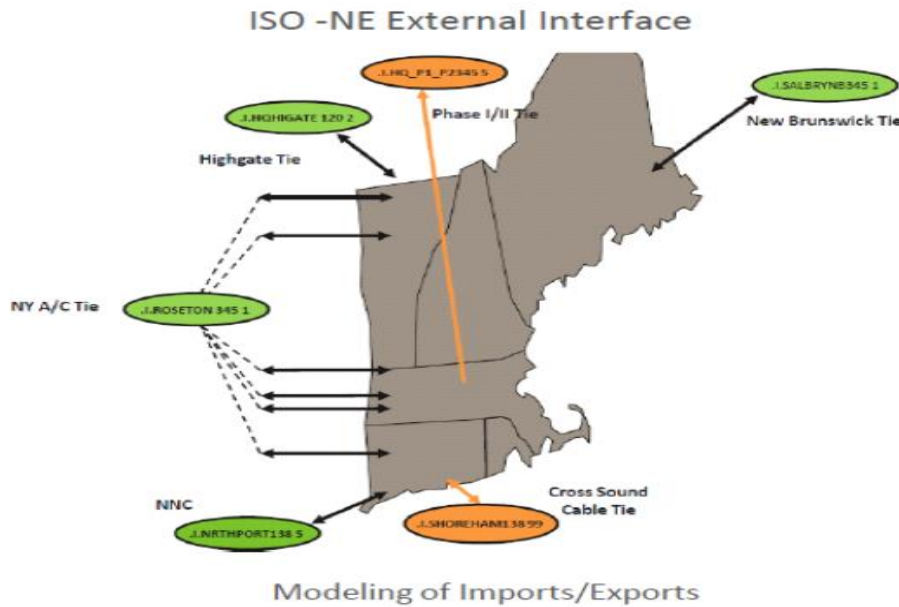 ISO -NE External Interface
.I.HQ_P1_P2345 5
.I.SALBRYNB345 1
Phase I/II Tie
.I.HQHIGATE 120 2
New Brunswick Tie
Highgate Tie
NY A/C Tie
.I.ROSETON 345 1
NNC
Cross Sound
Cable Tie
.I.SHOREHAM138 99
.I.NRTHPORT138 5
Modeling of Imports/Exports